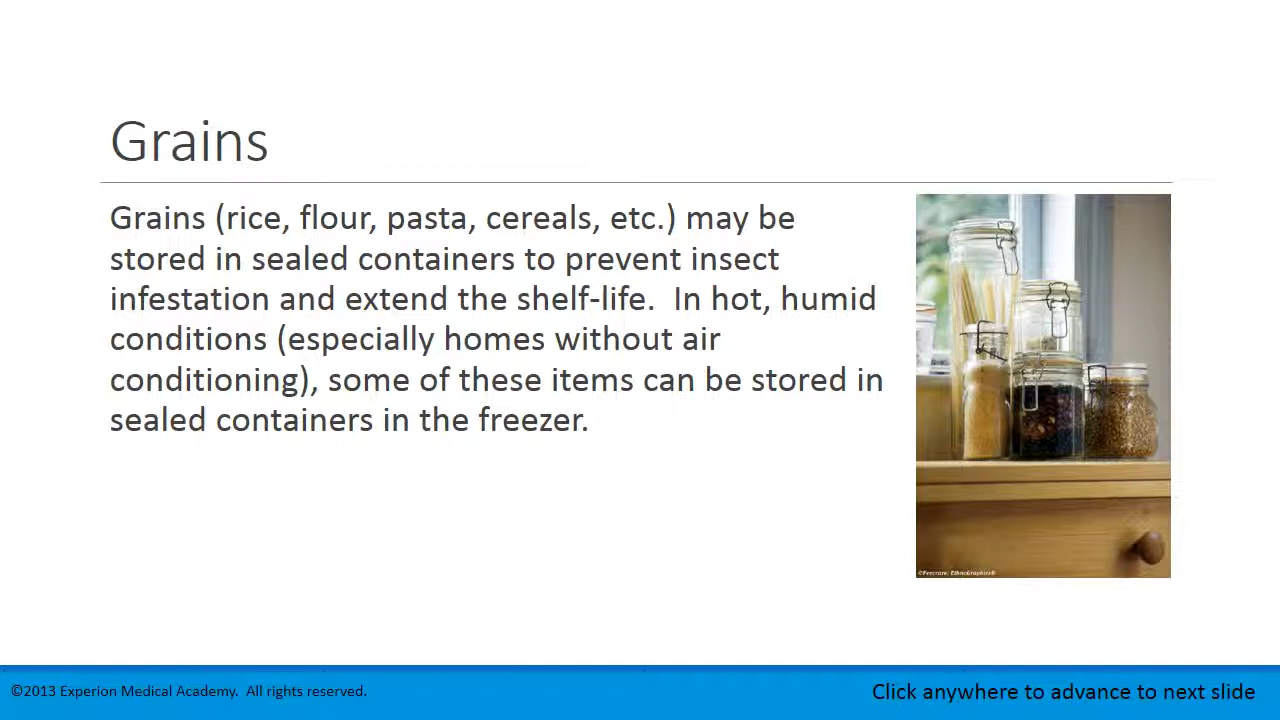 Grains
Grains (rice, flour, pasta, cereals, etc.) may be
stored in sealed containers to prevent insect
infestation and extend the shelf-life.  In hot, humid
conditions (especially homes without air
conditioning), some of these items can be stored in
sealed containers in the freezer.
©2013 Experion Medical Academy.  All rights reserved.
Click anywhere to advance to next slide